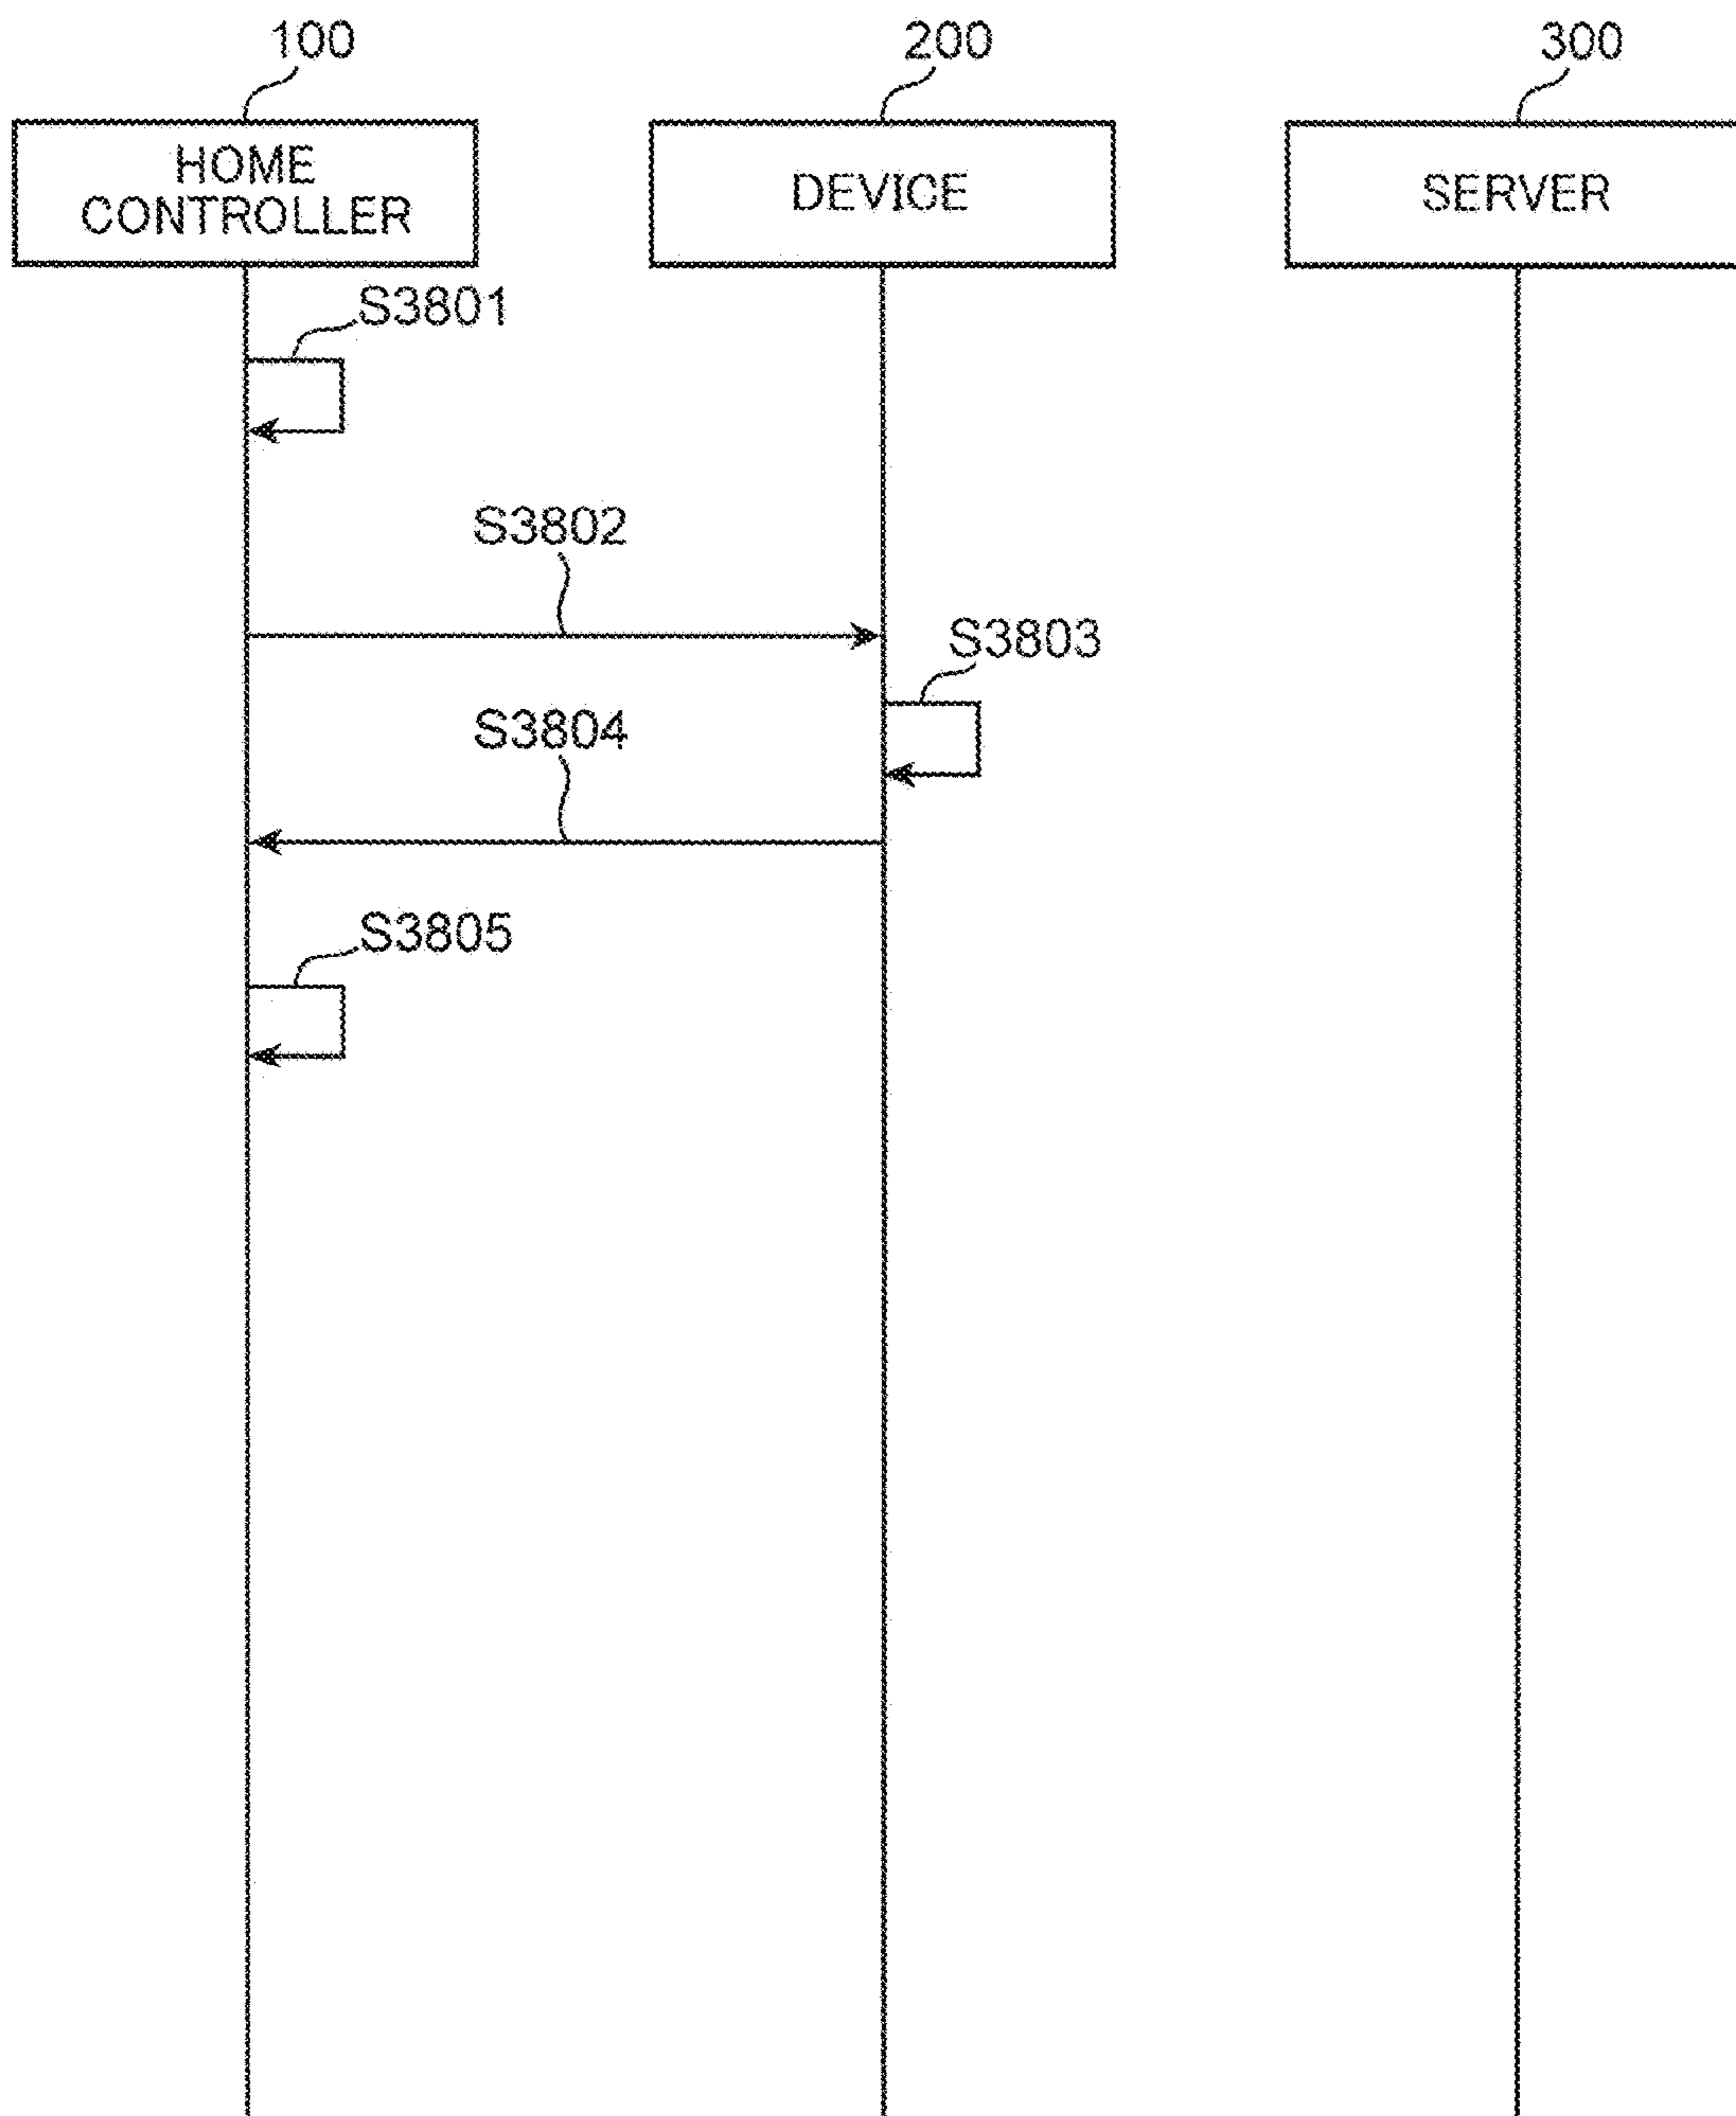 100
200
300
HOME
CONTROLLER
DEVICE
SERVER
S3801
S3802
S3803
S3804
S3805